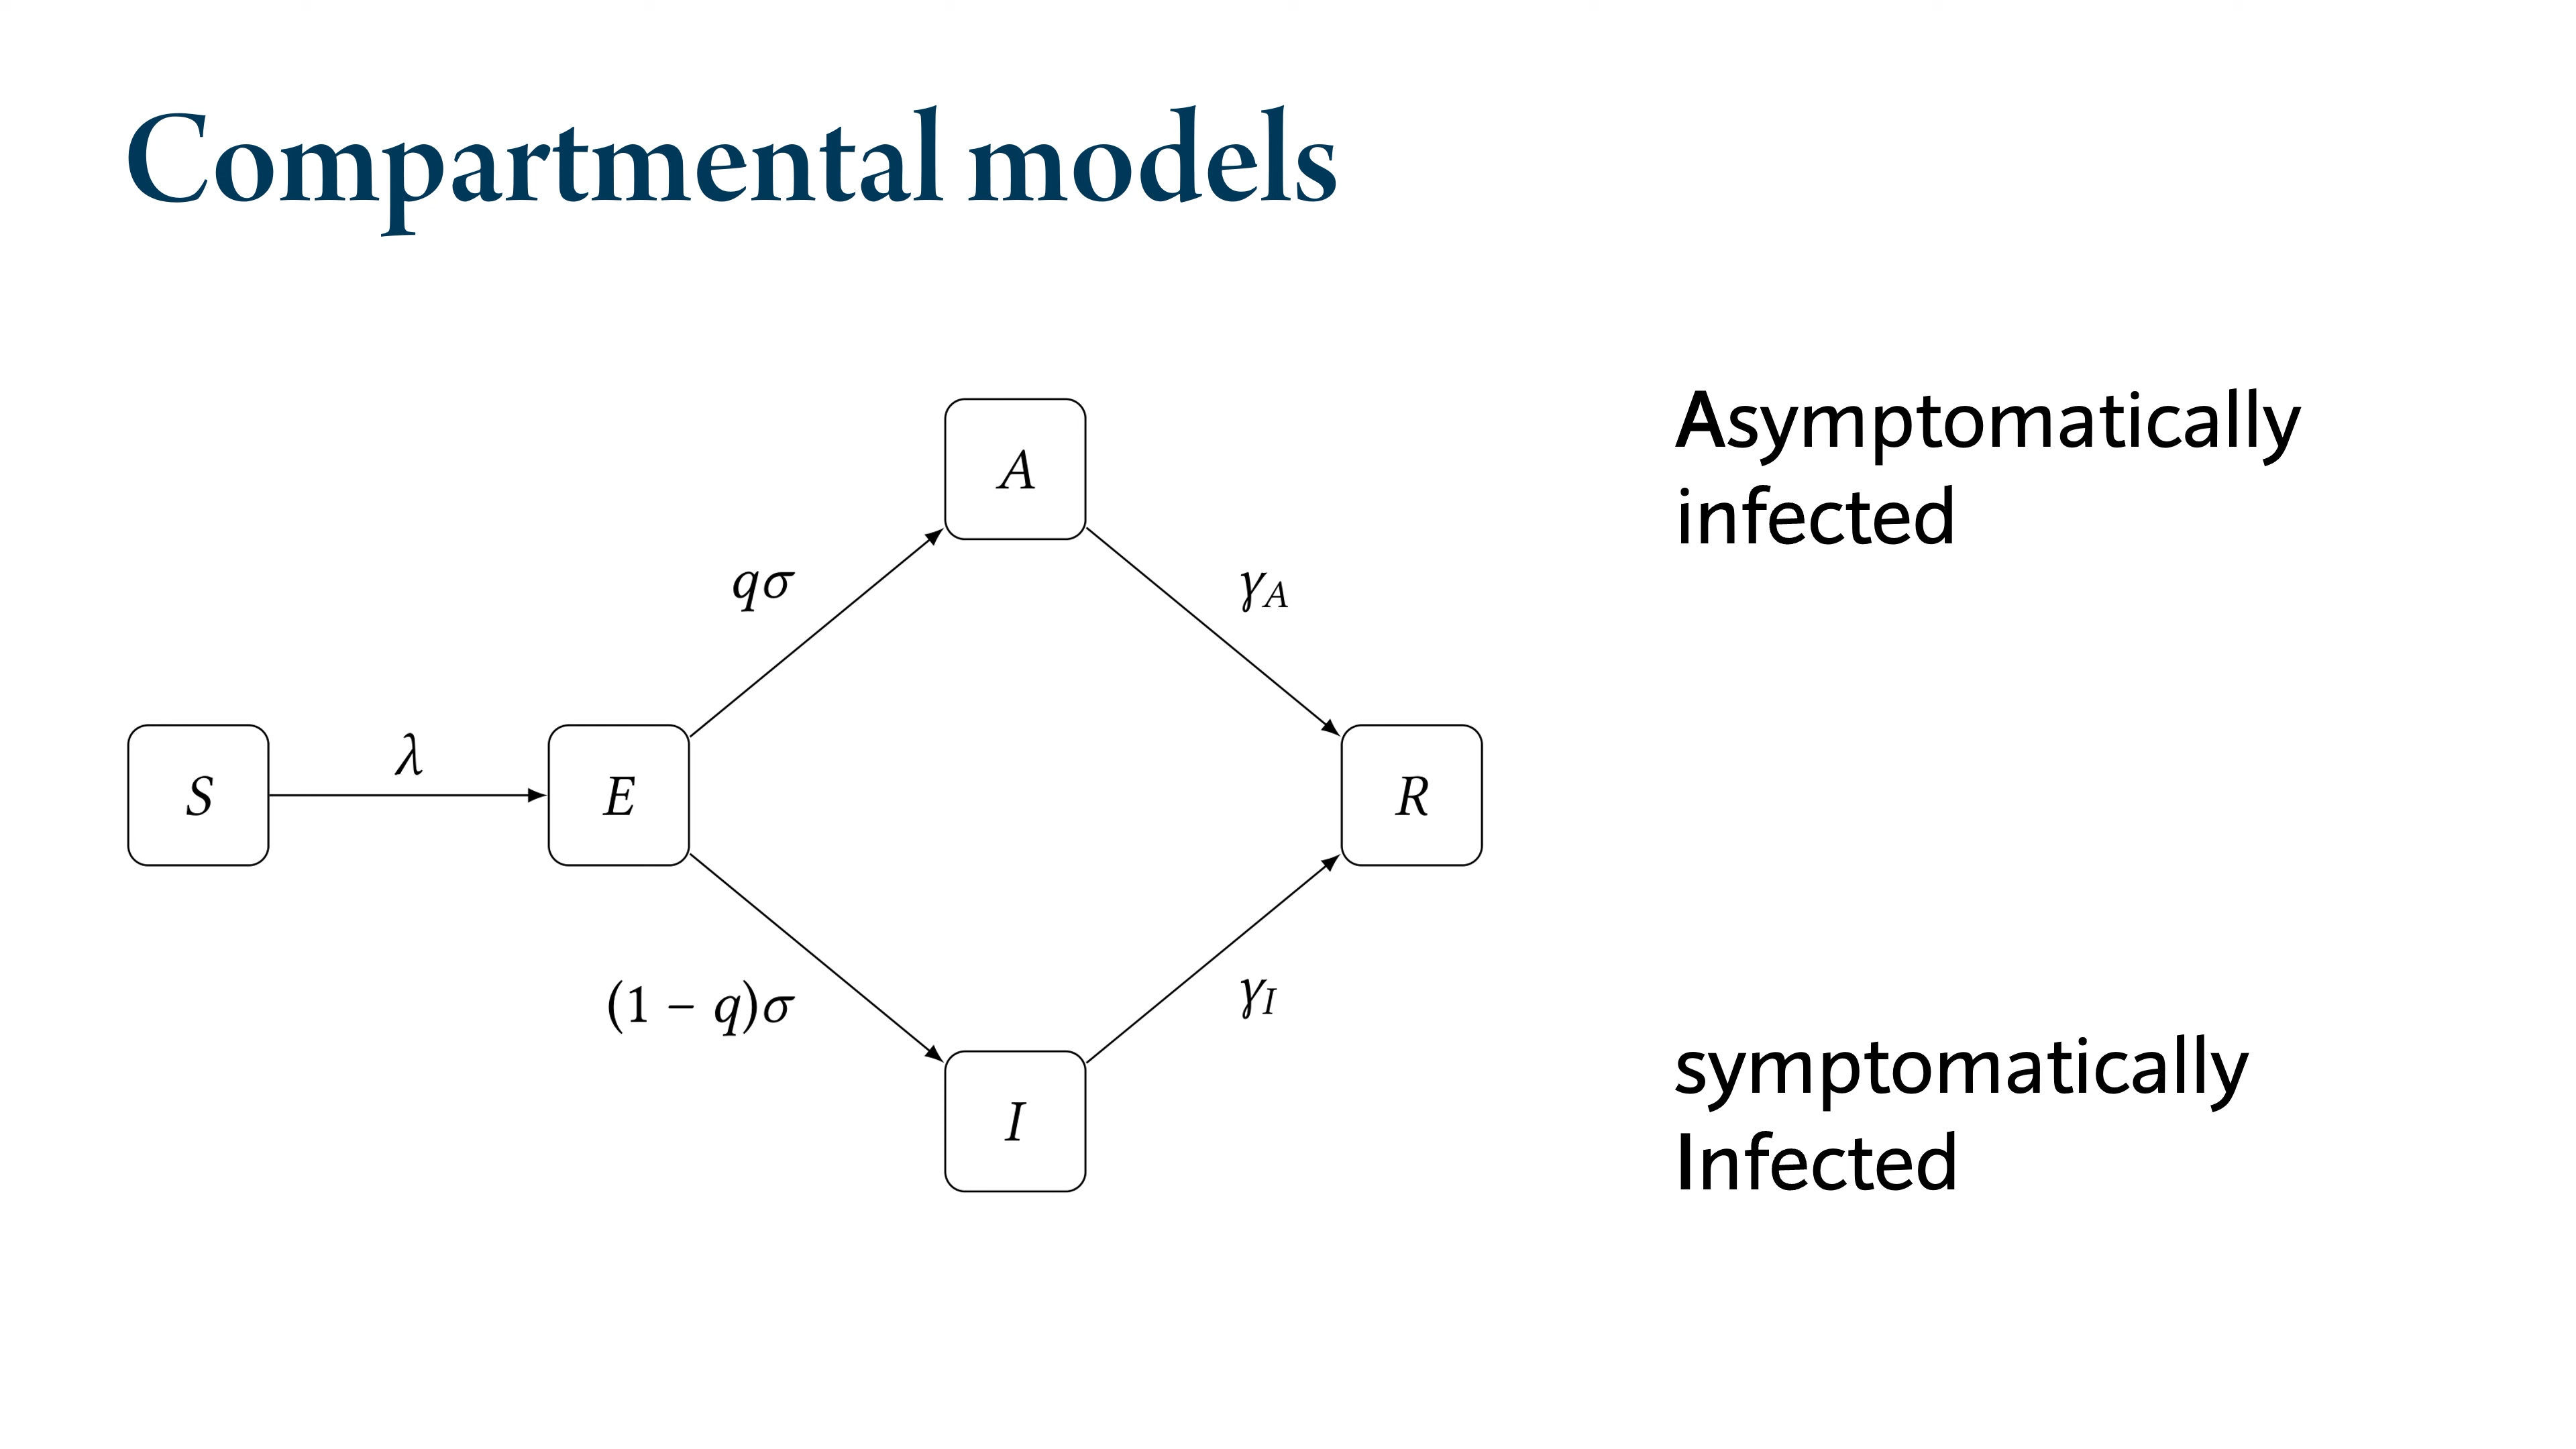 Compartmental models
A
Asymptomatically
infected
qσ
γA
λ
S
E
R
(1 − q)σ
γI
I
symptomatically
Infected